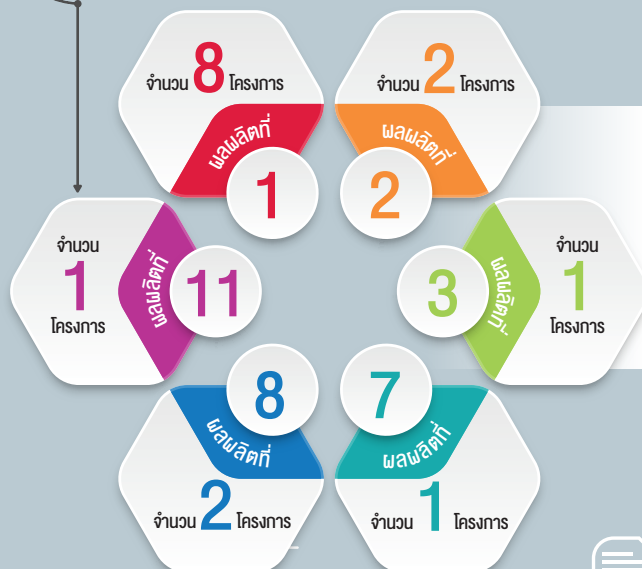 จำนวน 8 โครงการ
ผลผลิตที่
1
จำนวน 2 โครงการ
ผลผลิตที่
2
จำนวน
1
โครงการ
ผลผลิตที่
3
จำนวน 1 โครงการ
ผลผลิตที่
7
จำนวน 2 โครงการ
ผลผลิตที่
8
จำนวน
1
โครงการ
ผลผลิตที่
11